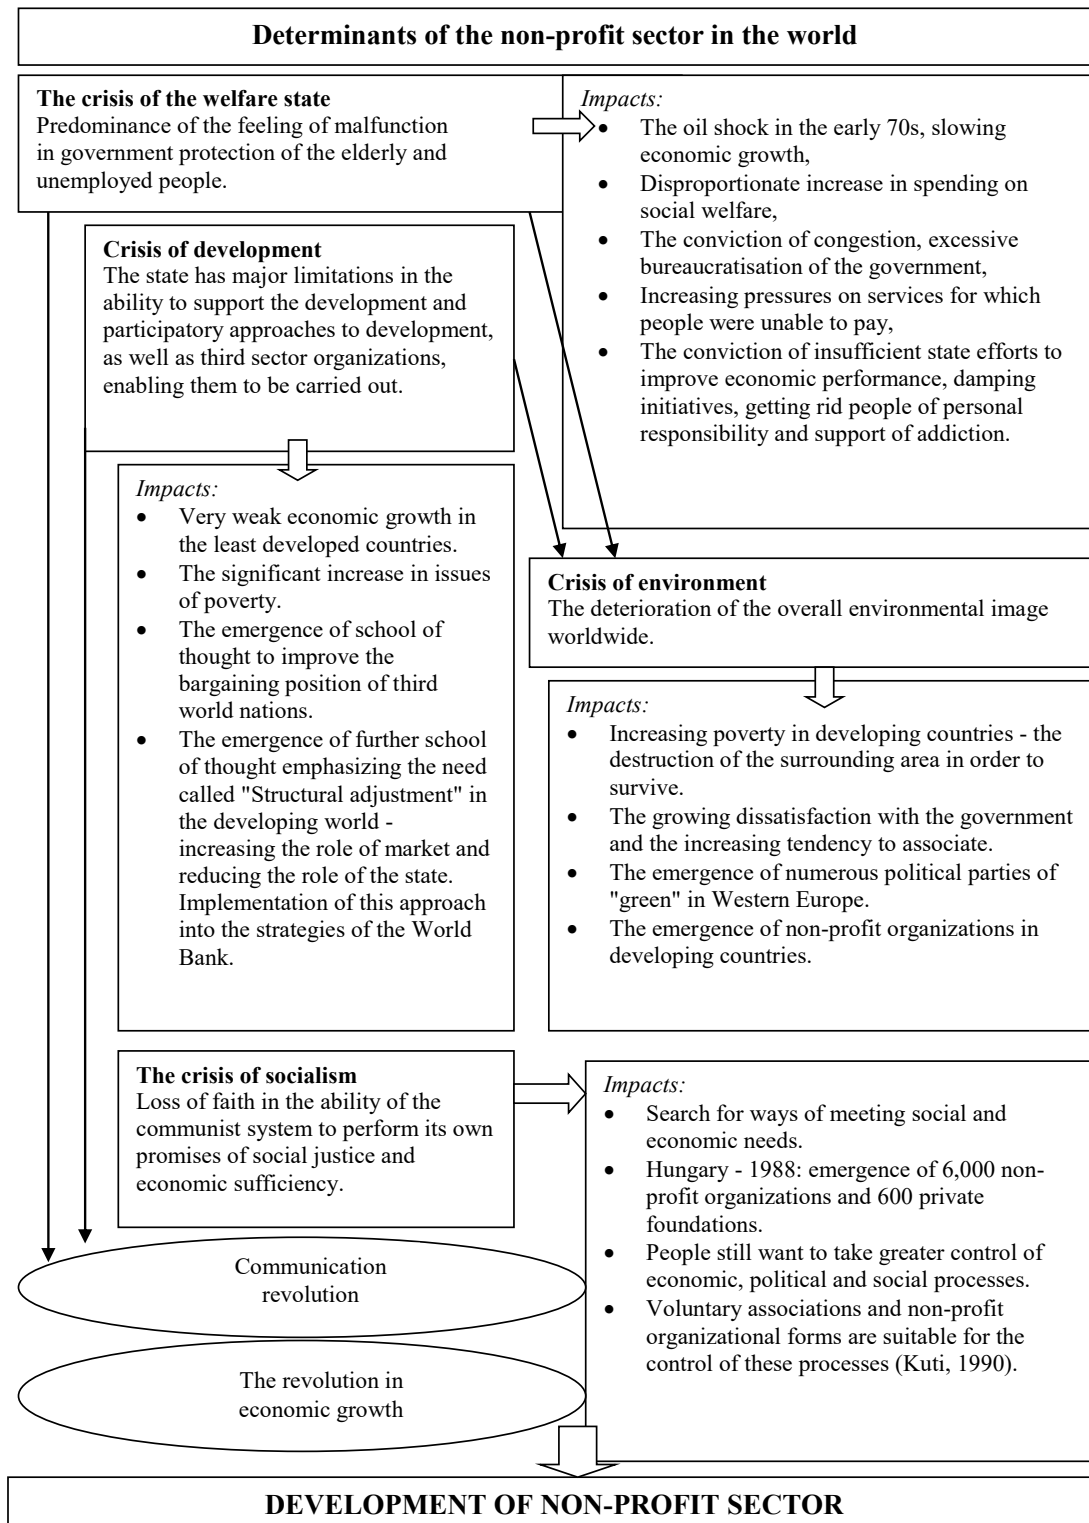 Determinants of the non-profit sector in the world
The crisis of the welfare state
Predominance of the feeling of malfunction
in government protection of the elderly and
unemployed people.
Impacts:
• The oil shock in the early 70s, slowing
economic growth,
• Disproportionate increase in spending on
social welfare,
• The conviction of congestion, excessive
bureaucratisation of the government,
• Increasing pressures on services for which
people were unable to pay,
• The conviction of insufficient state efforts to
improve economic performance, damping
initiatives, getting rid people of personal
responsibility and support of addiction.
Crisis of development
The state has major limitations in the
ability to support the development and
participatory approaches to development,
as well as third sector organizations,
enabling them to be carried out.
Impacts:
• Very weak economic growth in
the least developed countries.
• The significant increase in issues
of poverty.
• The emergence of school of
thought to improve the
bargaining position of third
world nations.
• The emergence of further school
of thought emphasizing the need
called "Structural adjustment" in
the developing world -
increasing the role of market and
reducing the role of the state.
Implementation of this approach
into the strategies of the World
Bank.
Crisis of environment
The deterioration of the overall environmental image
worldwide.
Impacts:
• Increasing poverty in developing countries - the
destruction of the surrounding area in order to
survive.
• The growing dissatisfaction with the government
and the increasing tendency to associate.
• The emergence of numerous political parties of
"green" in Western Europe.
• The emergence of non-profit organizations in
developing countries.
The crisis of socialism
Loss of faith in the ability of the
communist system to perform its own
promises of social justice and
economic sufficiency.
Impacts:
• Search for ways of meeting social and
economic needs.
• Hungary - 1988: emergence of 6,000 non-
profit organizations and 600 private
foundations.
• People still want to take greater control of
economic, political and social processes.
• Voluntary associations and non-profit
organizational forms are suitable for the
control of these processes (Kuti, 1990).
Communication
revolution
The revolution in
economic growth
DEVELOPMENT OF NON-PROFIT SECTOR